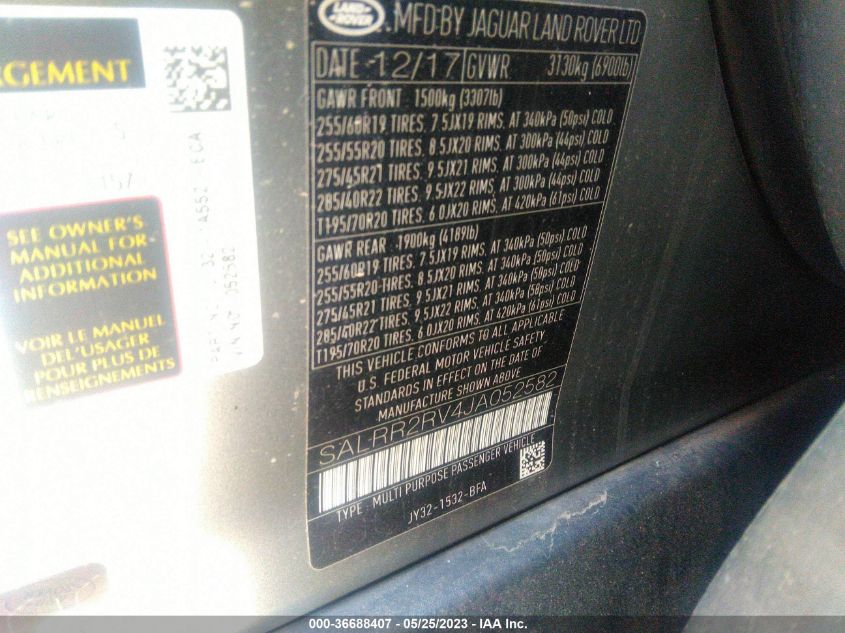 RGEMENT
157
SEE OWNER'S
MANUAL FOR
ADDITIONAL
INFORMATION
VOIR LE MANUEL
DEL'USAGER
POUR PLUS DE
RENSEIGNEMENTS
052582
LAND
ROVER
MFD BY JAGUAR LAND ROVER LTD
DATE 12/17 GVWR 3130kg (6900lb)
GAWR FRONT 1500kg (3307lb)
255/60R19 TIRES, 7.5JX19 RIMS, AT 340kPa (50psi) COLD
255/55R20 TIRES, 8.5JX20 RIMS, AT 300kPa (44psi) COLD
275/45R21 TIRES, 9.5JX21 RIMS, AT 300kPa (44psi) COLD
285/40R22 TIRES, 9.5JX22 RIMS, AT 300kPa (44psi) COLD
T195/70R20 TIRES, 6.0JX20 RIMS, AT 420kPa (61psi) COLD
GAWR REAR 1900kg (4189lb)
255/60R19 TIRES, 7.5JX19 RIMS, AT 340kPa (50psi) COLD
255/55R20 TIRES, 8.5JX20 RIMS, AT 340kPa (50psi) COLD
275/45R21 TIRES, 9.5JX21 RIMS, AT 340kPa (50psi) COLD
285/40R22 TIRES, 9.5JX22 RIMS, AT 340kPa (50psi) COLD
T195/70R20 TIRES, 6.0JX20 RIMS, AT 420kPa (61psi) COLD
THIS VEHICLE CONFORMS TO ALL APPLICABLE
U.S. FEDERAL MOTOR VEHICLE SAFETY,
STANDARDS IN EFFECT ON THE DATE OF
MANUFACTURE SHOWN ABOVE
SALRR2RV4JA052582
TYPE MULTI PURPOSE PASSENGER VEHICLE
JY32-1532-BFA
000-36688407 - 05/25/2023 - IAA Inc.